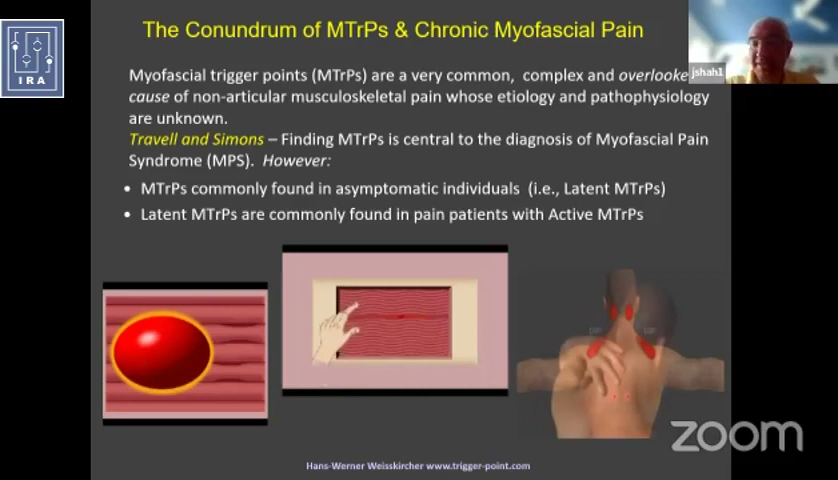 The Conundrum of MTrPs & Chronic Myofascial Pain
jshah1
IRA
Myofascial trigger points (MTrPs) are a very common, complex and overlooke
cause of non-articular musculoskeletal pain whose etiology and pathophysiology
are unknown.
Travell and Simons – Finding MTrPs is central to the diagnosis of Myofascial Pain
Syndrome (MPS). However:
• MTrPs commonly found in asymptomatic individuals (i.e., Latent MTrPs)
• Latent MTrPs are commonly found in pain patients with Active MTrPs
zoom
Hans-Werner Weisskircher www.trigger-point.com